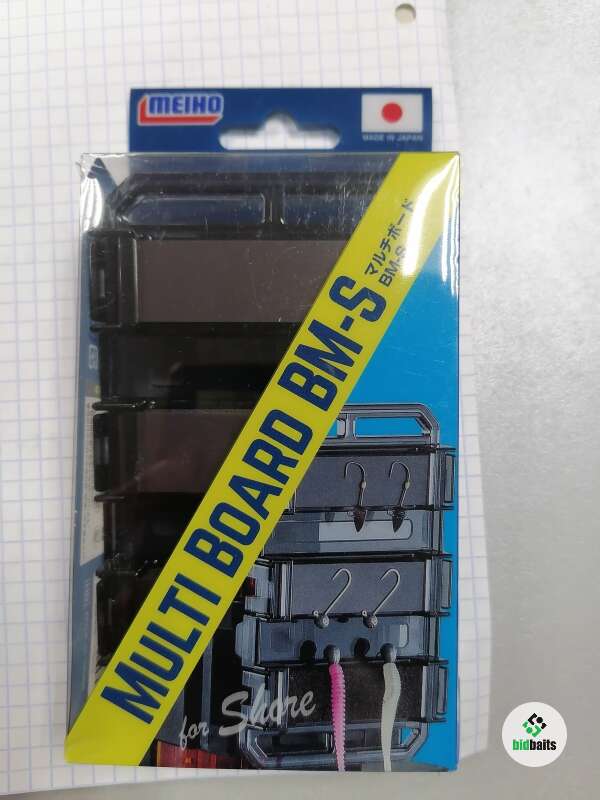 MEIHO
MADE IN JAPAN
マルチボード
BM-S
MULTI BOARD BM-S
for Shore
bidbaits